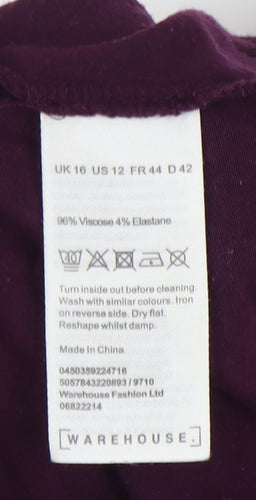 UK 16 US 12 FR 44 D 42
96% Viscose 4% Elastane
Turn inside out before cleaning.
Wash with similar colours. Iron
on reverse side. Dry flat.
Reshape whilst damp.
Made in China
0450359224716
5057843220893 / 9710
Warehouse Fashion Ltd
06822214
[WAREHOUSE.]